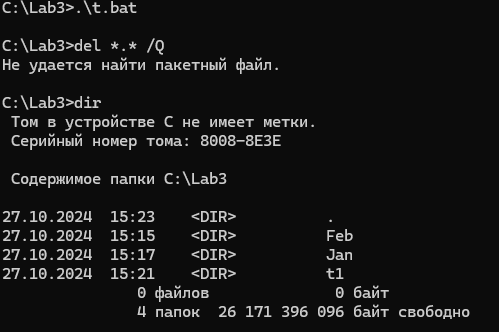 C:\Lab3>.\t.bat
C:\Lab3>del *.* /Q
Не удается найти пакетный файл.
C:\Lab3>dir
 Том в устройстве C не имеет метки.
 Серийный номер тома: 8008-8E3E
 Содержимое папки C:\Lab3
27.10.2024  15:23    <DIR>          .
27.10.2024  15:15    <DIR>          Feb
27.10.2024  15:17    <DIR>          Jan
27.10.2024  15:21    <DIR>          t1
               0 файлов              0 байт
               4 папок  26 171 396 096 байт свободно